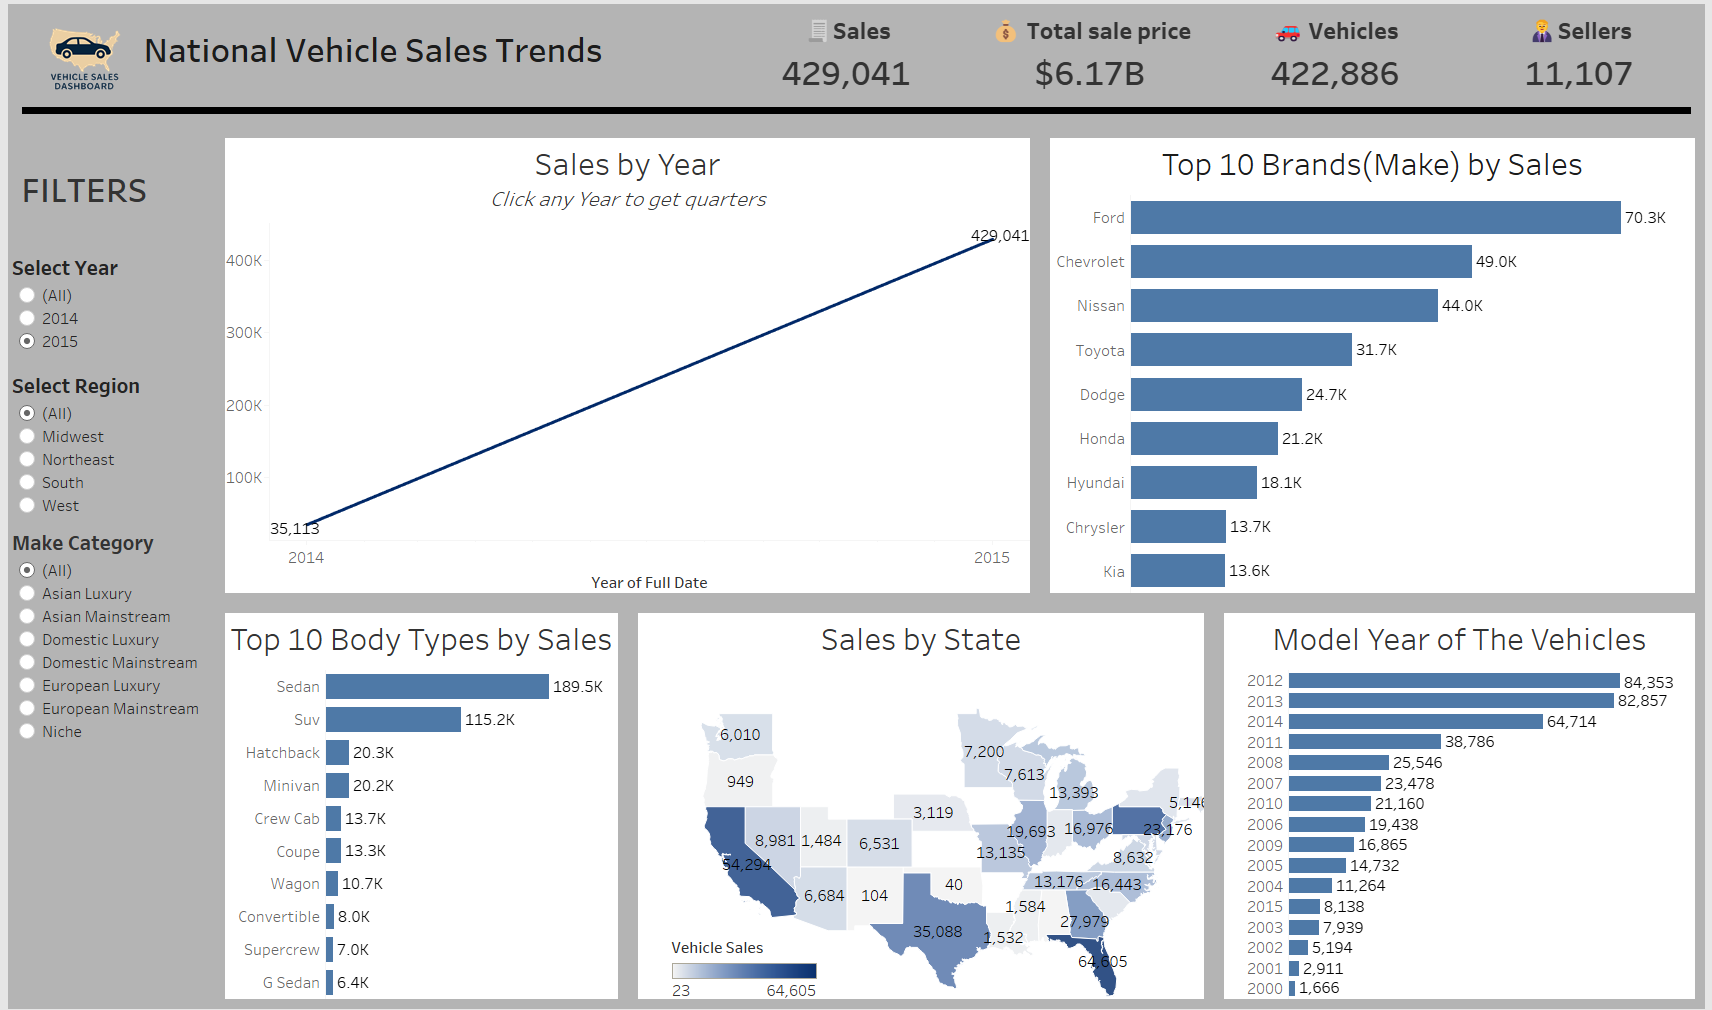 VEHICLE SALES
DASHBOARD
National Vehicle Sales Trends
Sales
429,041
Total sale price
$6.17B
Vehicles
422,886
Sellers
11,107
FILTERS
Select Year
(All)
2014
2015
Select Region
(All)
Midwest
Northeast
South
West
Make Category
(All)
Asian Luxury
Asian Mainstream
Domestic Luxury
Domestic Mainstream
European Luxury
European Mainstream
Niche
Sales by Year
Click any Year to get quarters
429,041
400K
300K
200K
100K
35,113
2014
2015
Year of Full Date
Top 10 Brands(Make) by Sales
Ford 70.3K
Chevrolet 49.0K
Nissan 44.0K
Toyota 31.7K
Dodge 24.7K
Honda 21.2K
Hyundai 18.1K
Chrysler 13.7K
Kia 13.6K
Top 10 Body Types by Sales
Sedan 189.5K
Suv 115.2K
Hatchback 20.3K
Minivan 20.2K
Crew Cab 13.7K
Coupe 13.3K
Wagon 10.7K
Convertible 8.0K
Supercrew 7.0K
G Sedan 6.4K
Sales by State
6,010
7,200
7,613
949
13,393
5,140
3,119
8,981
1,484
6,531
19,693
16,976
23,176
13,135
8,632
54,294
6,684
104
40
13,176
16,443
1,584
27,979
35,088
1,532
64,605
Vehicle Sales
23
64,605
Model Year of The Vehicles
2012 84,353
2013 82,857
2014 64,714
2011 38,786
2008 25,546
2007 23,478
2010 21,160
2006 19,438
2009 16,865
2005 14,732
2004 11,264
2015 8,138
2003 7,939
2002 5,194
2001 2,911
2000 1,666